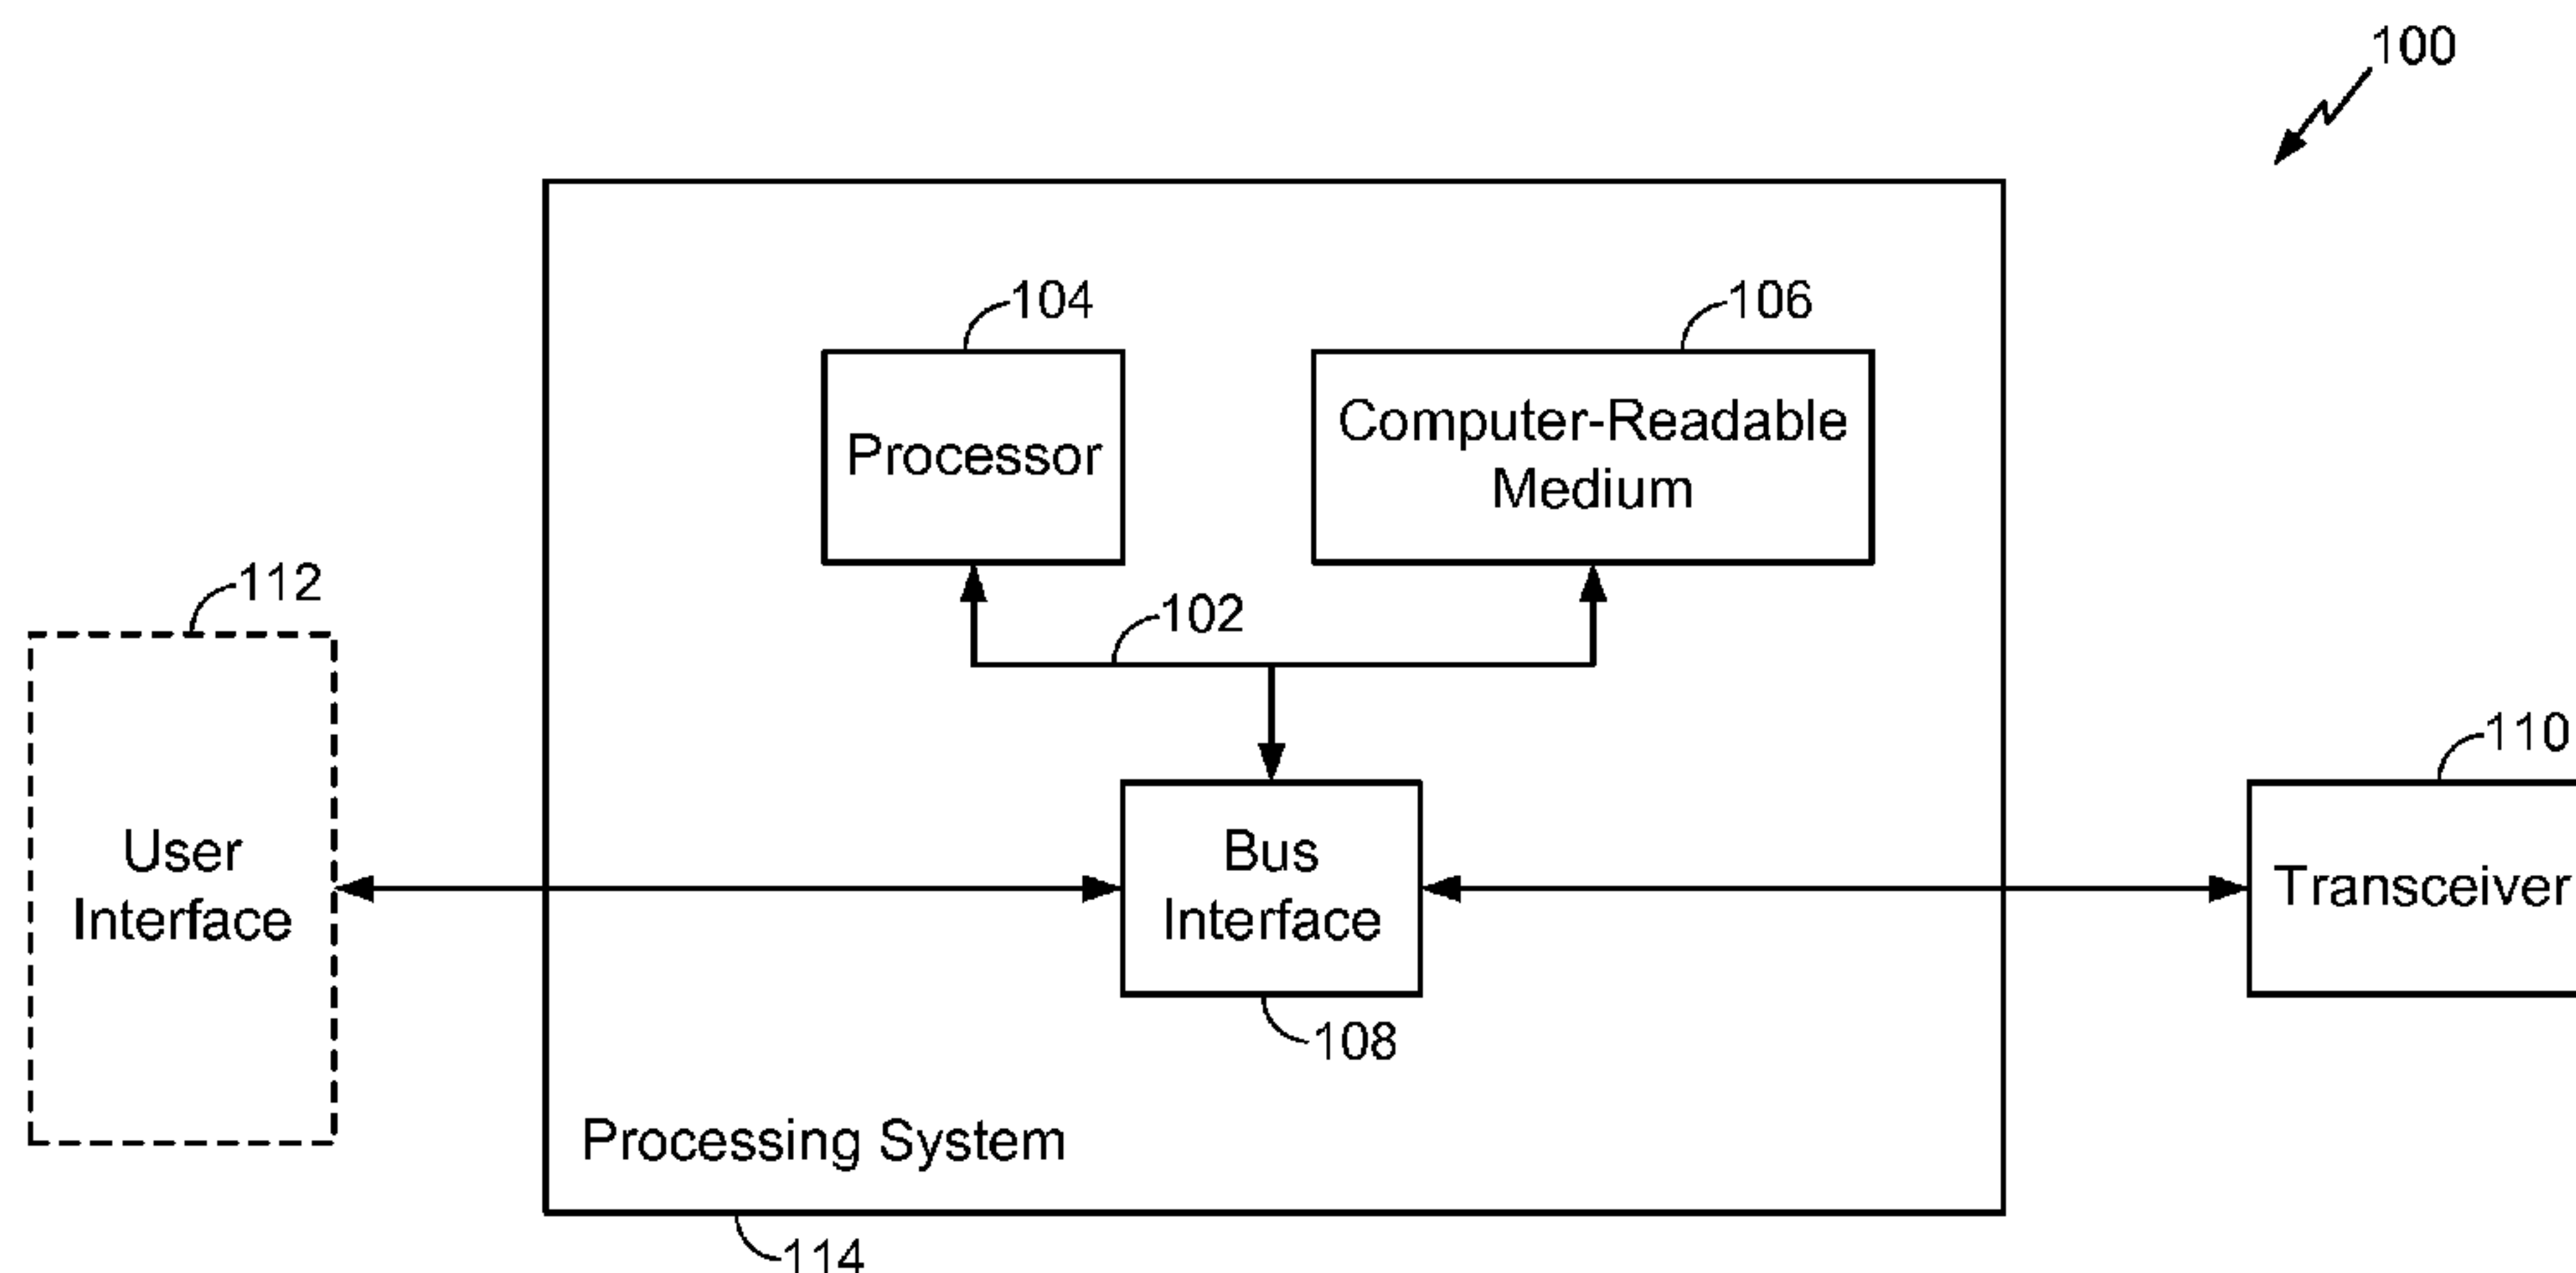 100
104
106
Processor
Computer-Readable
Medium
112
102
110
User
Interface
Bus
Interface
Transceiver
108
Processing System
114